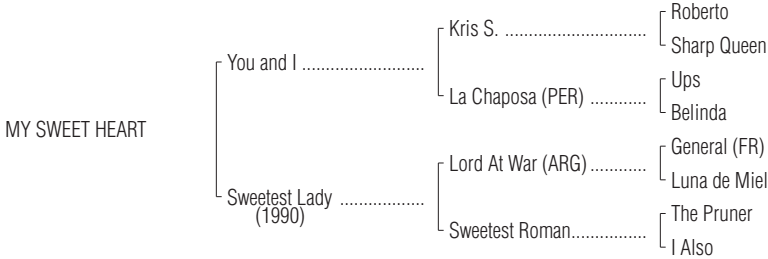 Roberto
Kris S. ..............................
Sharp Queen
You and I ..........................
Ups
La Chaposa (PER) ............
Belinda
MY SWEET HEART
General (FR)
Lord At War (ARG) ............
Luna de Miel
Sweetest Lady ..................
(1990)
The Pruner
Sweetest Roman................
I Also